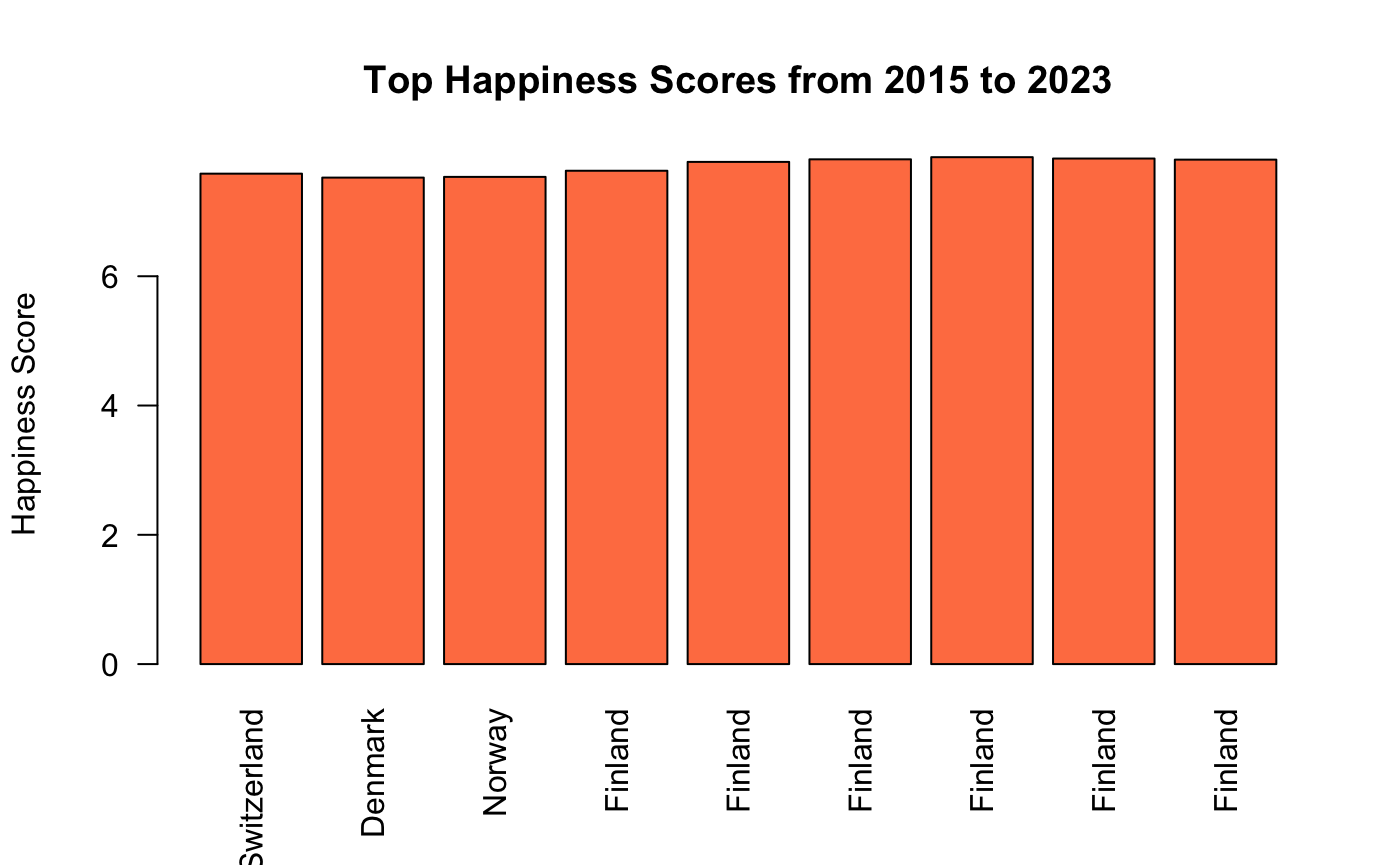 Top Happiness Scores from 2015 to 2023
Happiness Score
6
4
2
0
Switzerland
Denmark
Norway
Finland
Finland
Finland
Finland
Finland
Finland